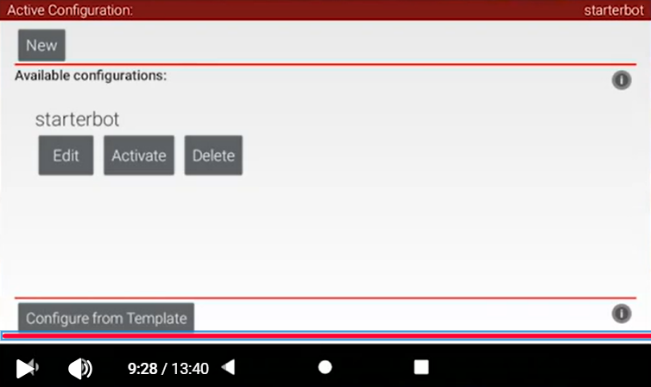 Active Configuration: starterbot
New
Available configurations:
starterbot
Edit Activate Delete
Configure from Template
9:28 / 13:40